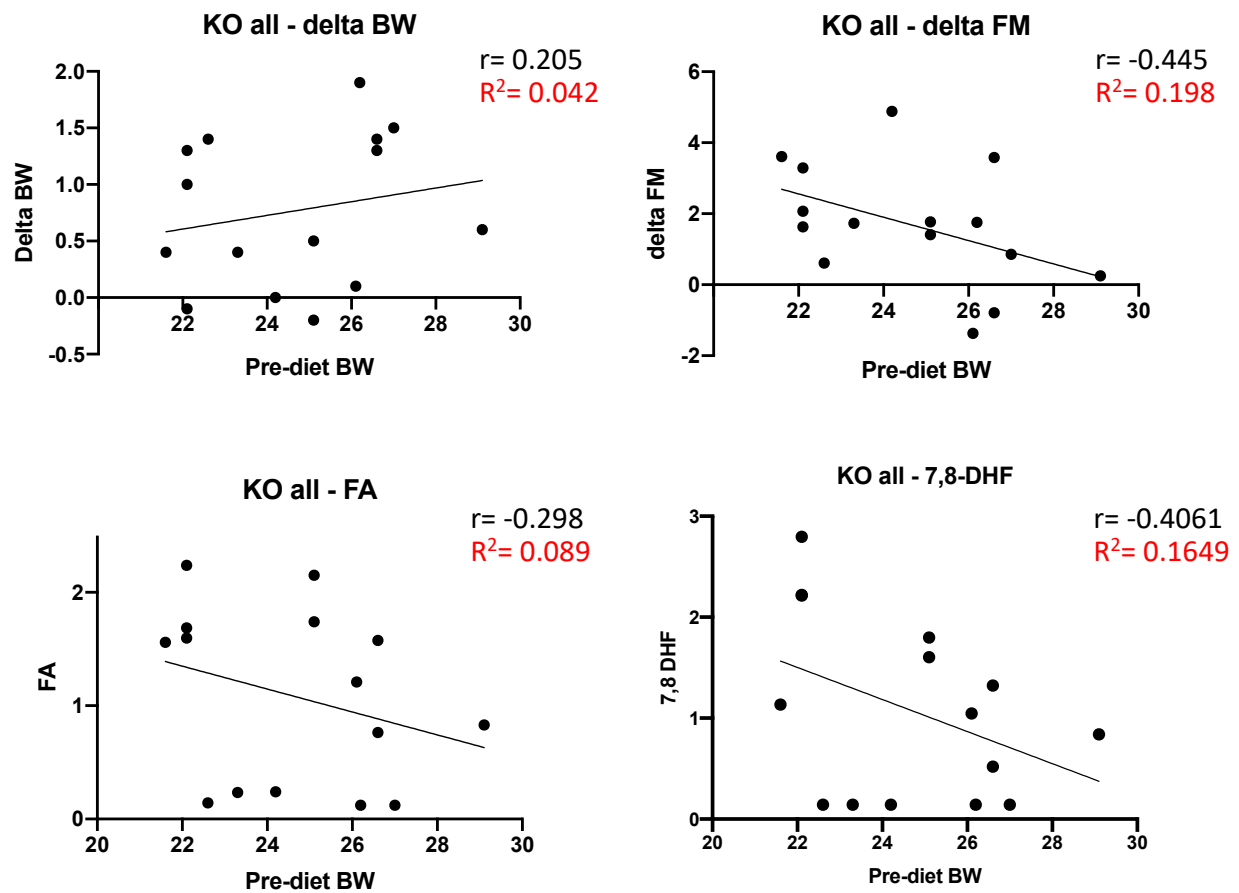 KO all - delta BW
r= 0.205
R²= 0.042
2.0
1.5
1.0
0.5
0.0
-0.5
22 24 26 28 30
Delta BW
Pre-diet BW
KO all - delta FM
r= -0.445
R²= 0.198
6
4
2
0
-2
22 24 26 28 30
delta FM
Pre-diet BW
KO all - FA
r= -0.298
R²= 0.089
2
1
0
20 22 24 26 28 30
FA
Pre-diet BW
KO all - 7,8-DHF
r= -0.4061
R²= 0.1649
3
2
1
0
20 22 24 26 28 30
7,8 DHF
Pre-diet BW